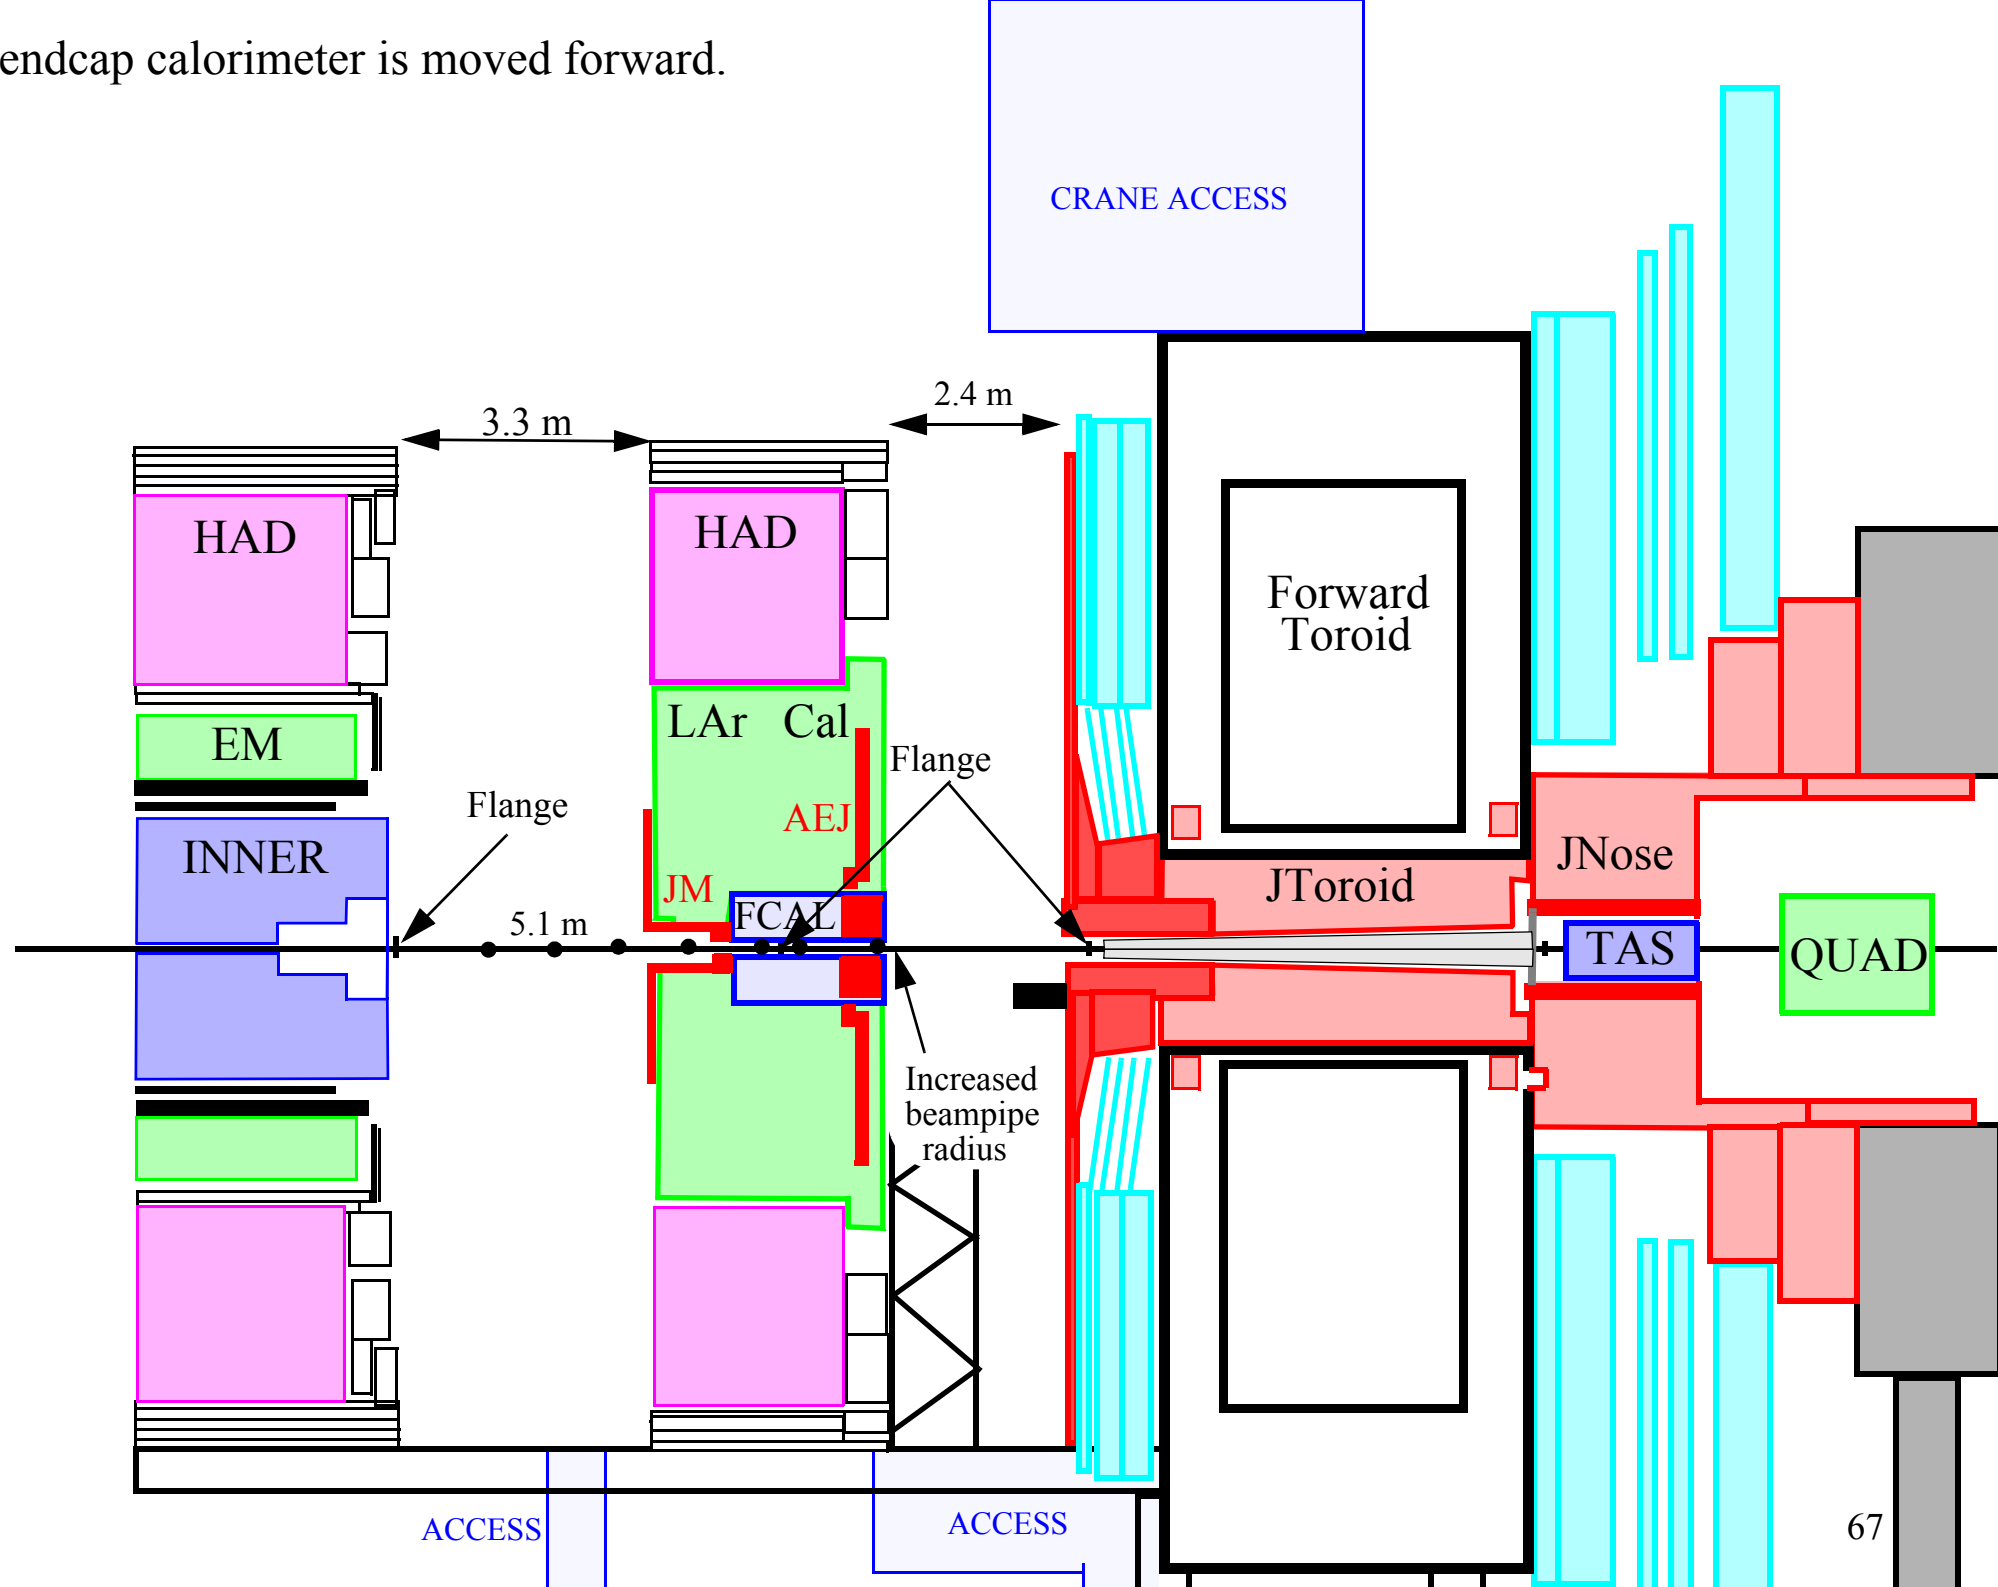 endcap calorimeter is moved forward.
CRANE ACCESS
2.4 m
3.3 m
HAD
HAD
Forward
Toroid
LAr Cal
EM
Flange
Flange
AEJ
INNER
JNose
JM
JToroid
FCAL
5.1 m
TAS
QUAD
Increased
beampipe
radius
ACCESS
ACCESS
67